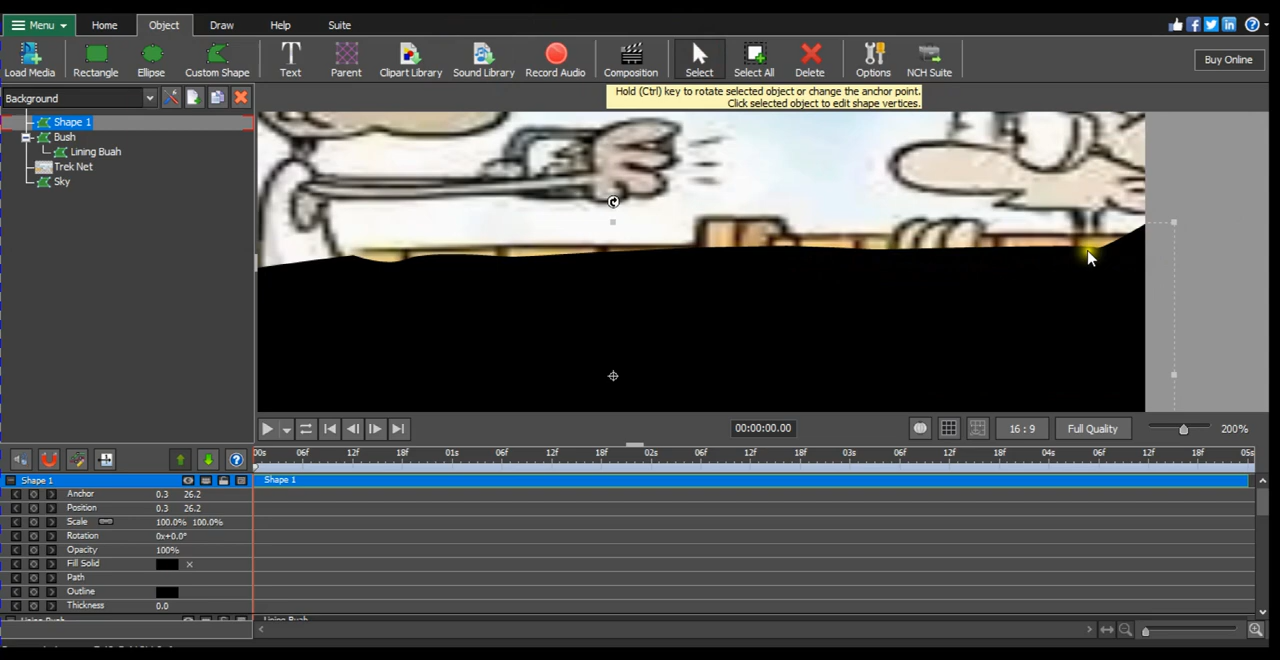 Menu Home Object Draw Help Suite
Load Media Rectangle Ellipse Custom Shape Text Parent Clipart Library Sound Library Record Audio Composition Select Select All Delete Options NCH Suite Buy Online
Hold (Ctrl) key to rotate selected object or change the anchor point.
Click selected object to edit shape vertices.
Background
Shape 1
Bush
Lining Buah
Trek Net
Sky
00:00:00.00 16 : 9 Full Quality 200%
00s 06f 12f 18f 01s 06f 12f 18f 02s 06f 12f 18f 03s 06f 12f 18f 04s 06f 12f 18f 05s
Shape 1 Shape 1
Anchor 0.3 26.2
Position 0.3 26.2
Scale 100.0% 100.0%
Rotation 0x+0.0°
Opacity 100%
Fill Solid
Path
Outline
Thickness 0.0